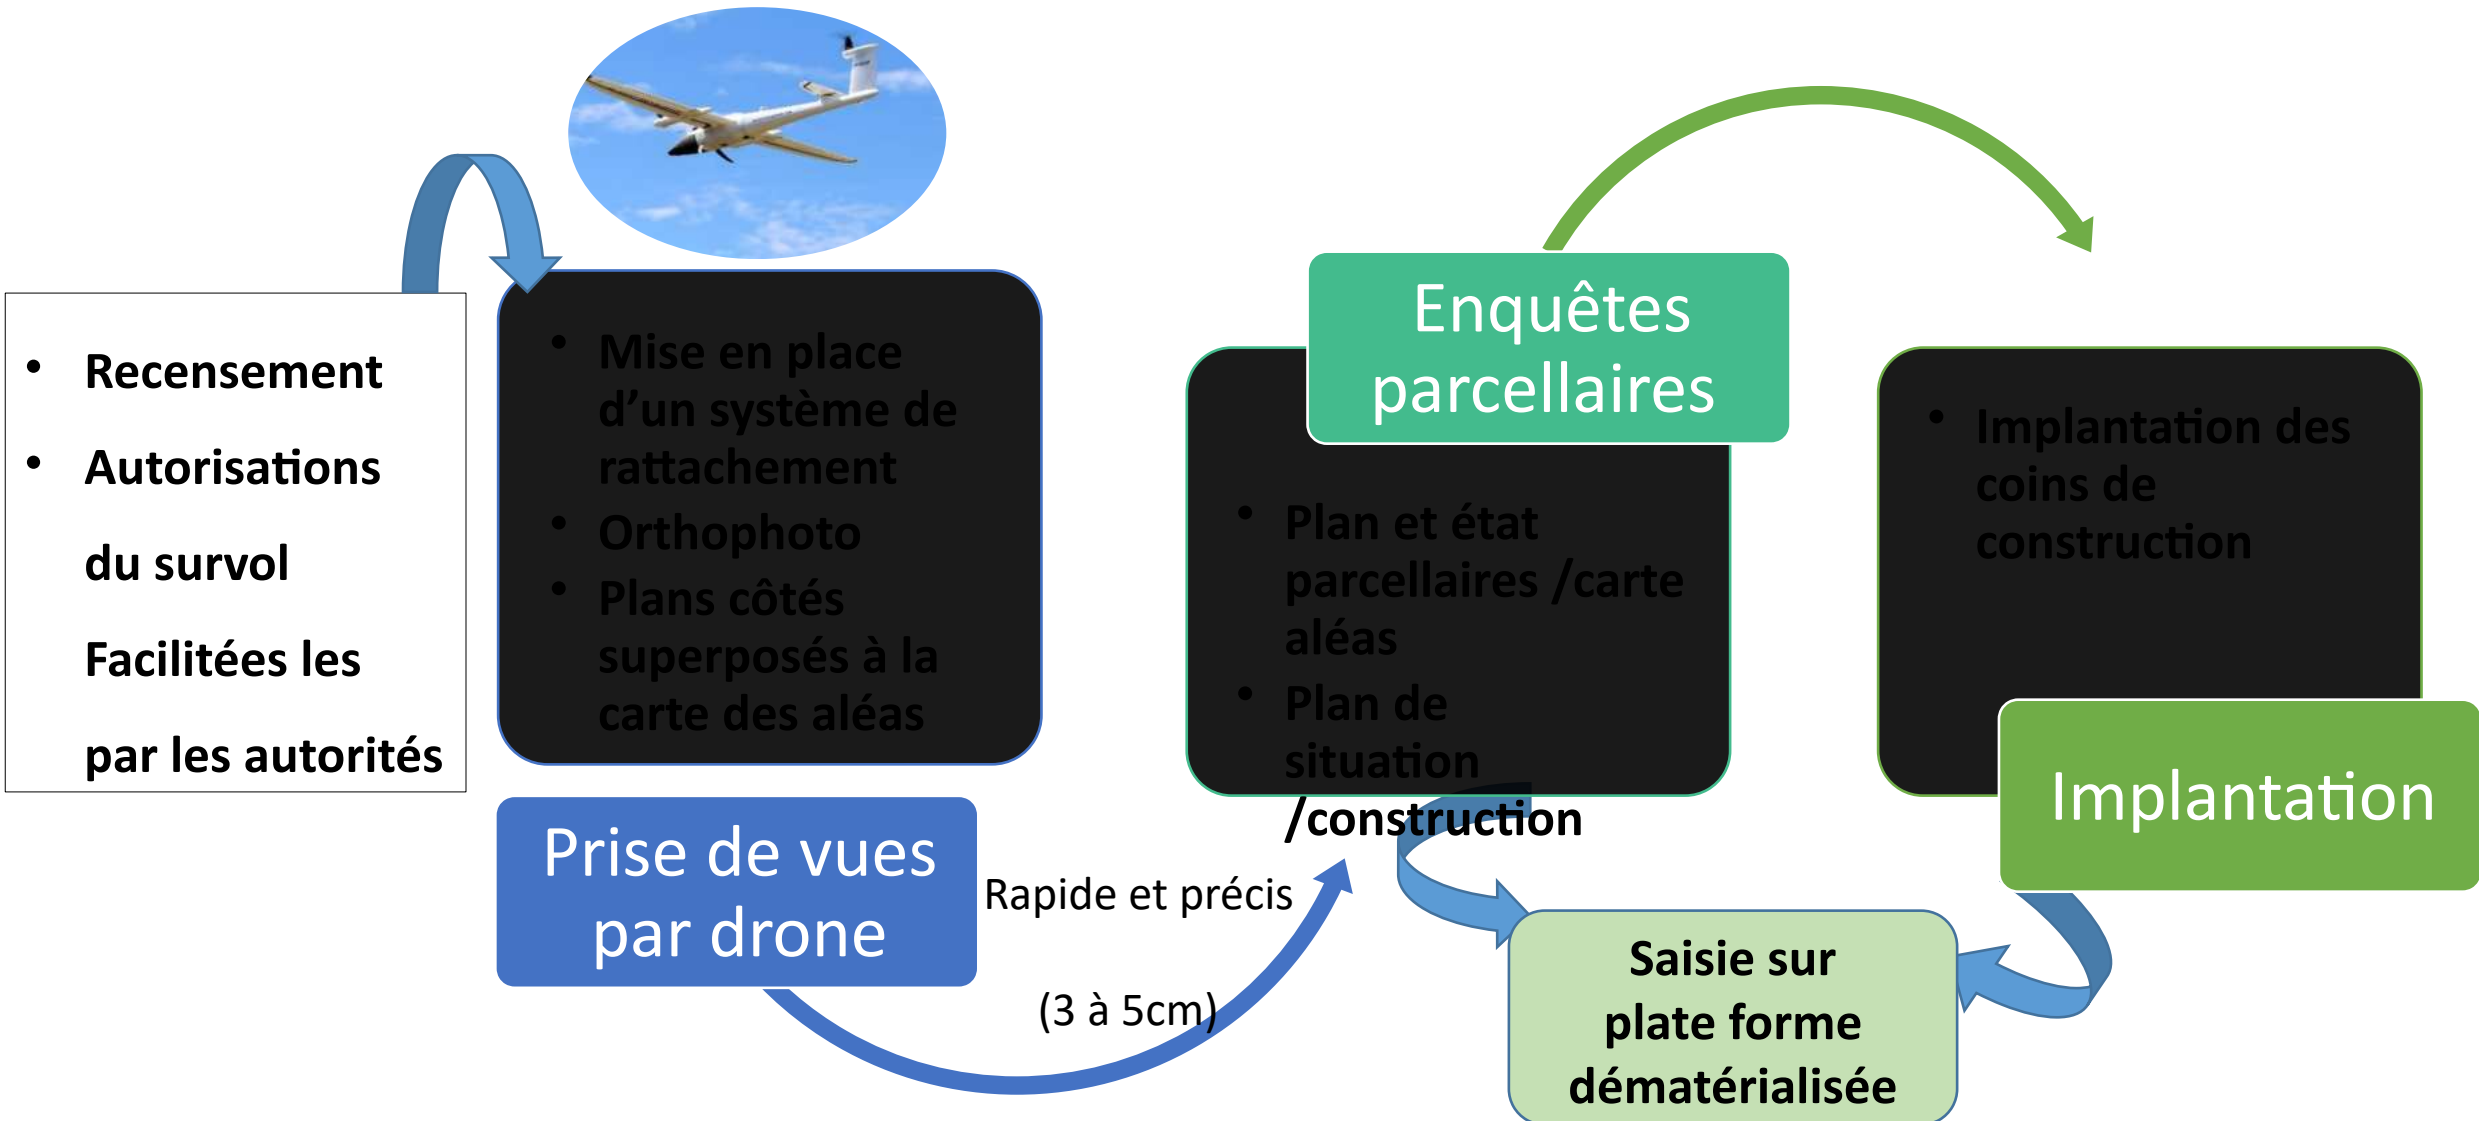 • Recensement
• Autorisations
du survol
Facilitées les
par les autorités
• Mise en place
d’un système de
rattachement
• Orthophoto
• Plans côtés
superposés à la
carte des aléas
Prise de vues
par drone
Rapide et précis
(3 à 5cm)
Enquêtes
parcellaires
• Plan et état
parcellaires /carte
aléas
• Plan de
situation
/construction
• Implantation des
coins de
construction
Implantation
Saisie sur
plate forme
dématérialisée